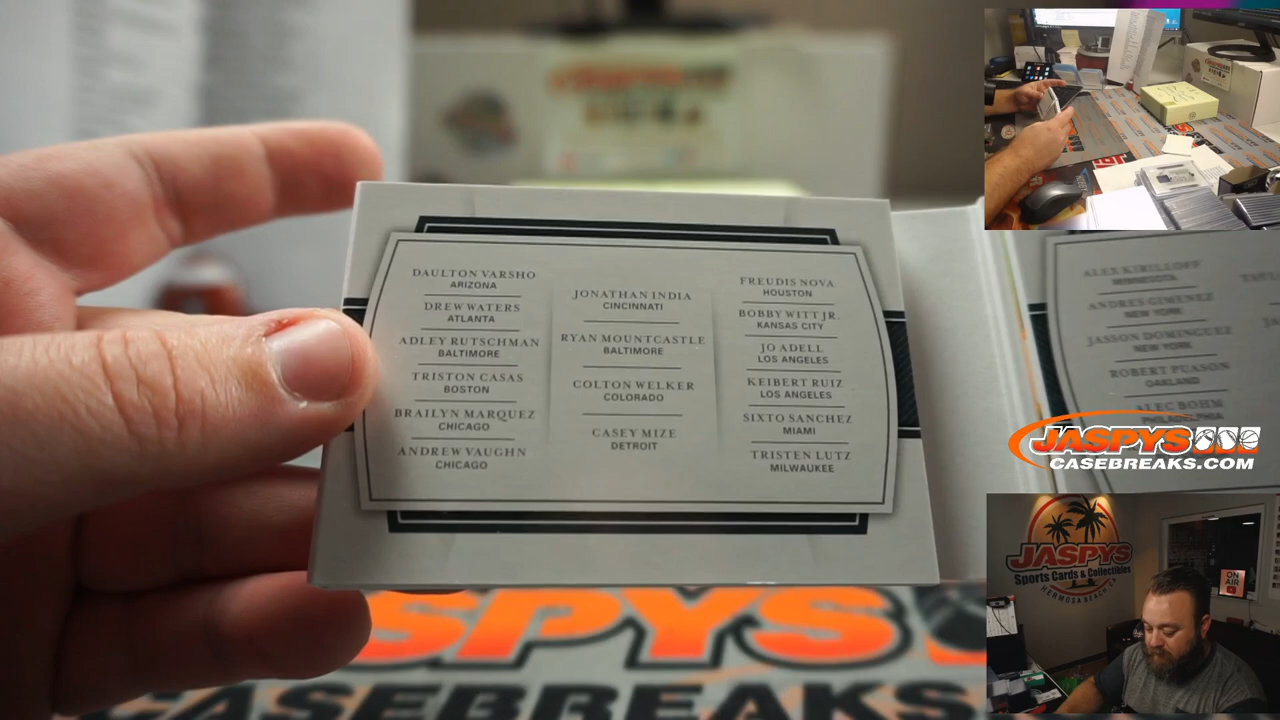 DAULTON VARSHO
ARIZONA
DREW WATERS
ATLANTA
ADLEY RUTSCHMAN
BALTIMORE
TRISTON CASAS
BOSTON
BRAILYN MARQUEZ
CHICAGO
ANDREW VAUGHN
CHICAGO
JONATHAN INDIA
CINCINNATI
RYAN MOUNTCASTLE
BALTIMORE
COLTON WELKER
COLORADO
CASEY MIZE
DETROIT
FREUDIS NOVA
HOUSTON
BOBBY WITT JR.
KANSAS CITY
JO ADELL
LOS ANGELES
KEIBERT RUIZ
LOS ANGELES
SIXTO SANCHEZ
MIAMI
TRISTEN LUTZ
MILWAUKEE
ALEX KIRILLOFF
MINNESOTA
ANDRES GIMENEZ
NEW YORK
JASSON DOMINGUEZ
NEW YORK
ROBERT PUASON
OAKLAND
ALEC BOHM
PHILADELPHIA
JASPYS
CASEBREAKS.COM
JASPYS
Sports Cards & Collectibles
HERMOSA BEACH
ON
AIR
SPYS
CASEBREAKS